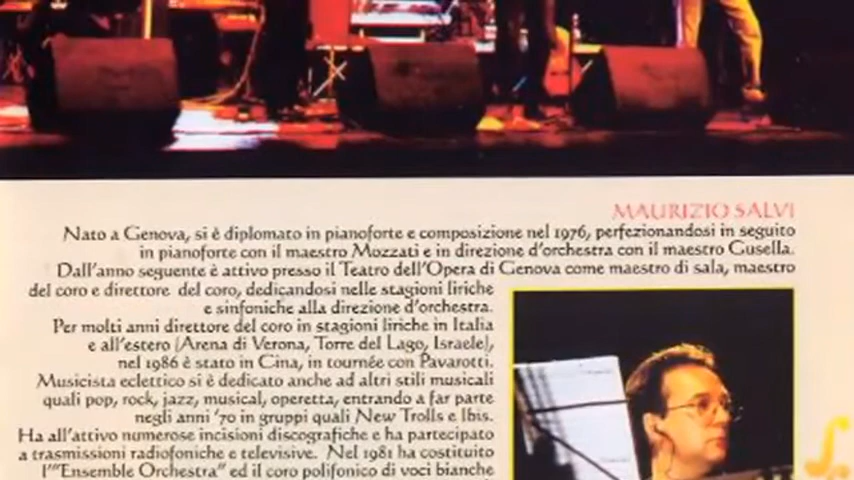 MAURIZIO SALVI
Nato a Genova, si è diplomato in pianoforte e composizione nel 1976, perfezionandosi in seguito
in pianoforte con il maestro Mozzati e in direzione d'orchestra con il maestro Gusella.
Dall'anno seguente è attivo presso il Teatro dell'Opera di Genova come maestro di sala, maestro
del coro e direttore del coro, dedicandosi nelle stagioni liriche
e sinfoniche alla direzione d'orchestra.
Per molti anni direttore del coro in stagioni liriche in Italia
e all'estero (Arena di Verona, Torre del Lago, Israele),
nel 1986 è stato in Cina, in tournée con Pavarotti.
Musicista eclettico si è dedicato anche ad altri stili musicali
quali pop, rock, jazz, musical, operetta, entrando a far parte
negli anni '70 in gruppi quali New Trolls e Ibis.
Ha all'attivo numerose incisioni discografiche e ha partecipato
a trasmissioni radiofoniche e televisive. Nel 1981 ha costituito
l'"Ensemble Orchestra" ed il coro polifonico di voci bianche